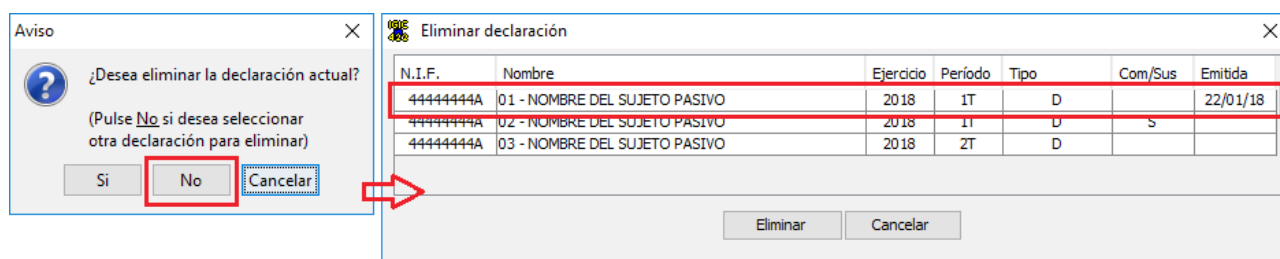 Aviso
¿Desea eliminar la declaración actual?
(Pulse No si desea seleccionar
otra declaración para eliminar)
Si No Cancelar
IGIC
420 Eliminar declaración
N.I.F. Nombre Ejercicio Período Tipo Com/Sus Emitida
44444444A 01 - NOMBRE DEL SUJETO PASIVO 2018 1T D 22/01/18
44444444A 02 - NOMBRE DEL SUJETO PASIVO 2018 1T D S
44444444A 03 - NOMBRE DEL SUJETO PASIVO 2018 2T D
Eliminar Cancelar